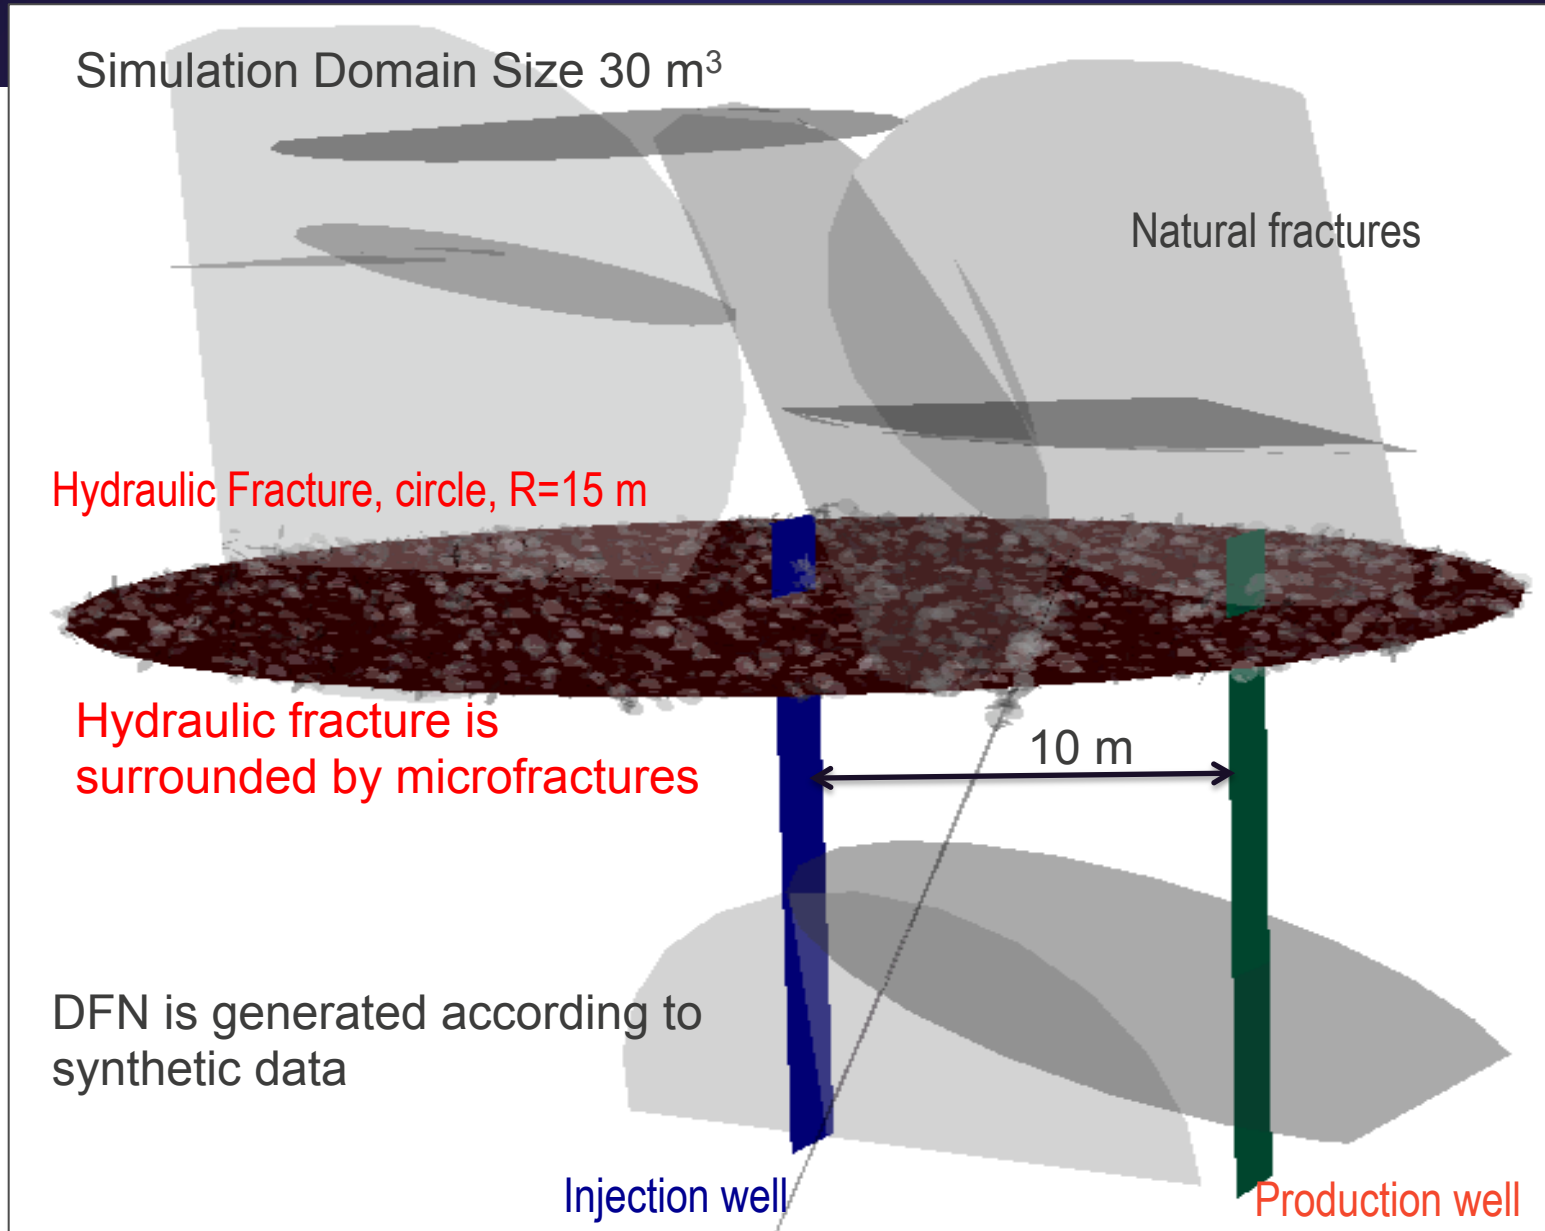 Simulation Domain Size 30 m³
Natural fractures
Hydraulic Fracture, circle, R=15 m
Hydraulic fracture is
surrounded by microfractures
10 m
DFN is generated according to
synthetic data
Injection well
Production well